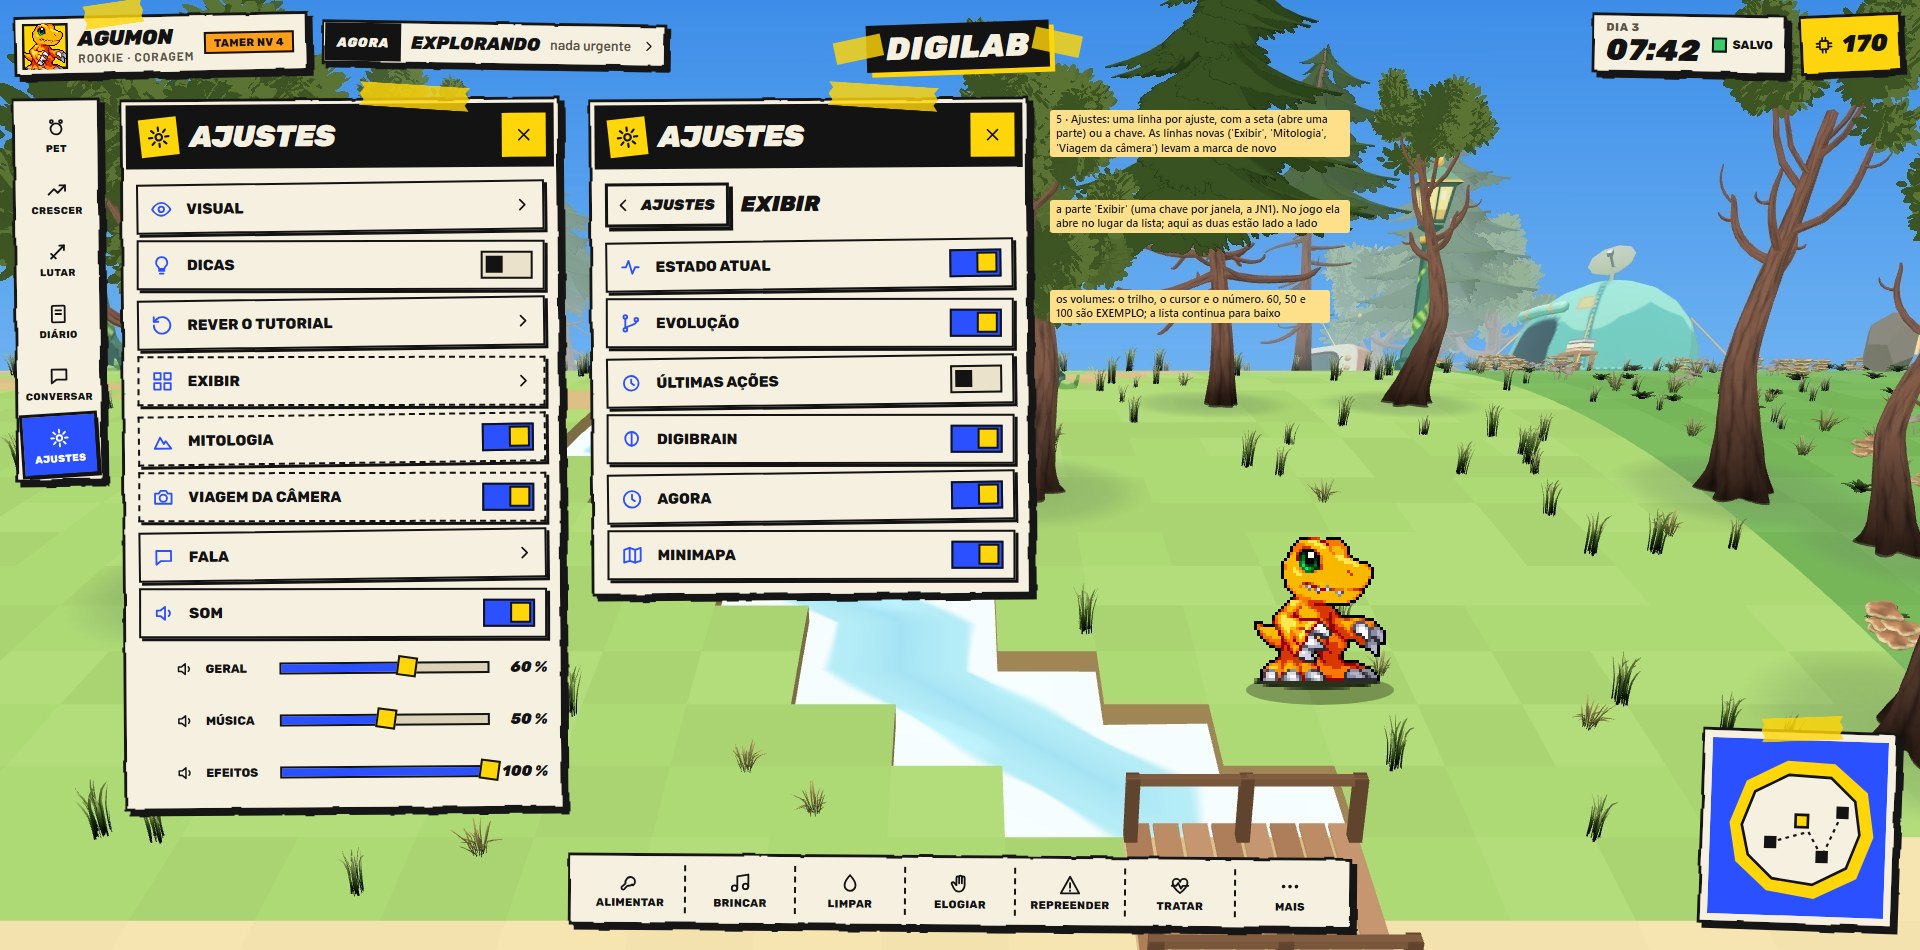 AGUMON
ROOKIE · CORAGEM
TAMER NV 4
AGORA
EXPLORANDO
nada urgente
DIGILAB
DIA 3
07:42
SALVO
170
PET
CRESCER
LUTAR
DIÁRIO
CONVERSAR
AJUSTES
AJUSTES
VISUAL
DICAS
REVER O TUTORIAL
EXIBIR
MITOLOGIA
VIAGEM DA CÂMERA
FALA
SOM
GERAL
60 %
MÚSICA
50 %
EFEITOS
100 %
AJUSTES
AJUSTES
EXIBIR
ESTADO ATUAL
EVOLUÇÃO
ÚLTIMAS AÇÕES
DIGIBRAIN
AGORA
MINIMAPA
5 · Ajustes: uma linha por ajuste, com a seta (abre uma
parte) ou a chave. As linhas novas ('Exibir', 'Mitologia',
'Viagem da câmera') levam a marca de novo
a parte 'Exibir' (uma chave por janela, a JN1). No jogo ela
abre no lugar da lista; aqui as duas estão lado a lado
os volumes: o trilho, o cursor e o número. 60, 50 e
100 são EXEMPLO; a lista continua para baixo
ALIMENTAR
BRINCAR
LIMPAR
ELOGIAR
REPREENDER
TRATAR
MAIS